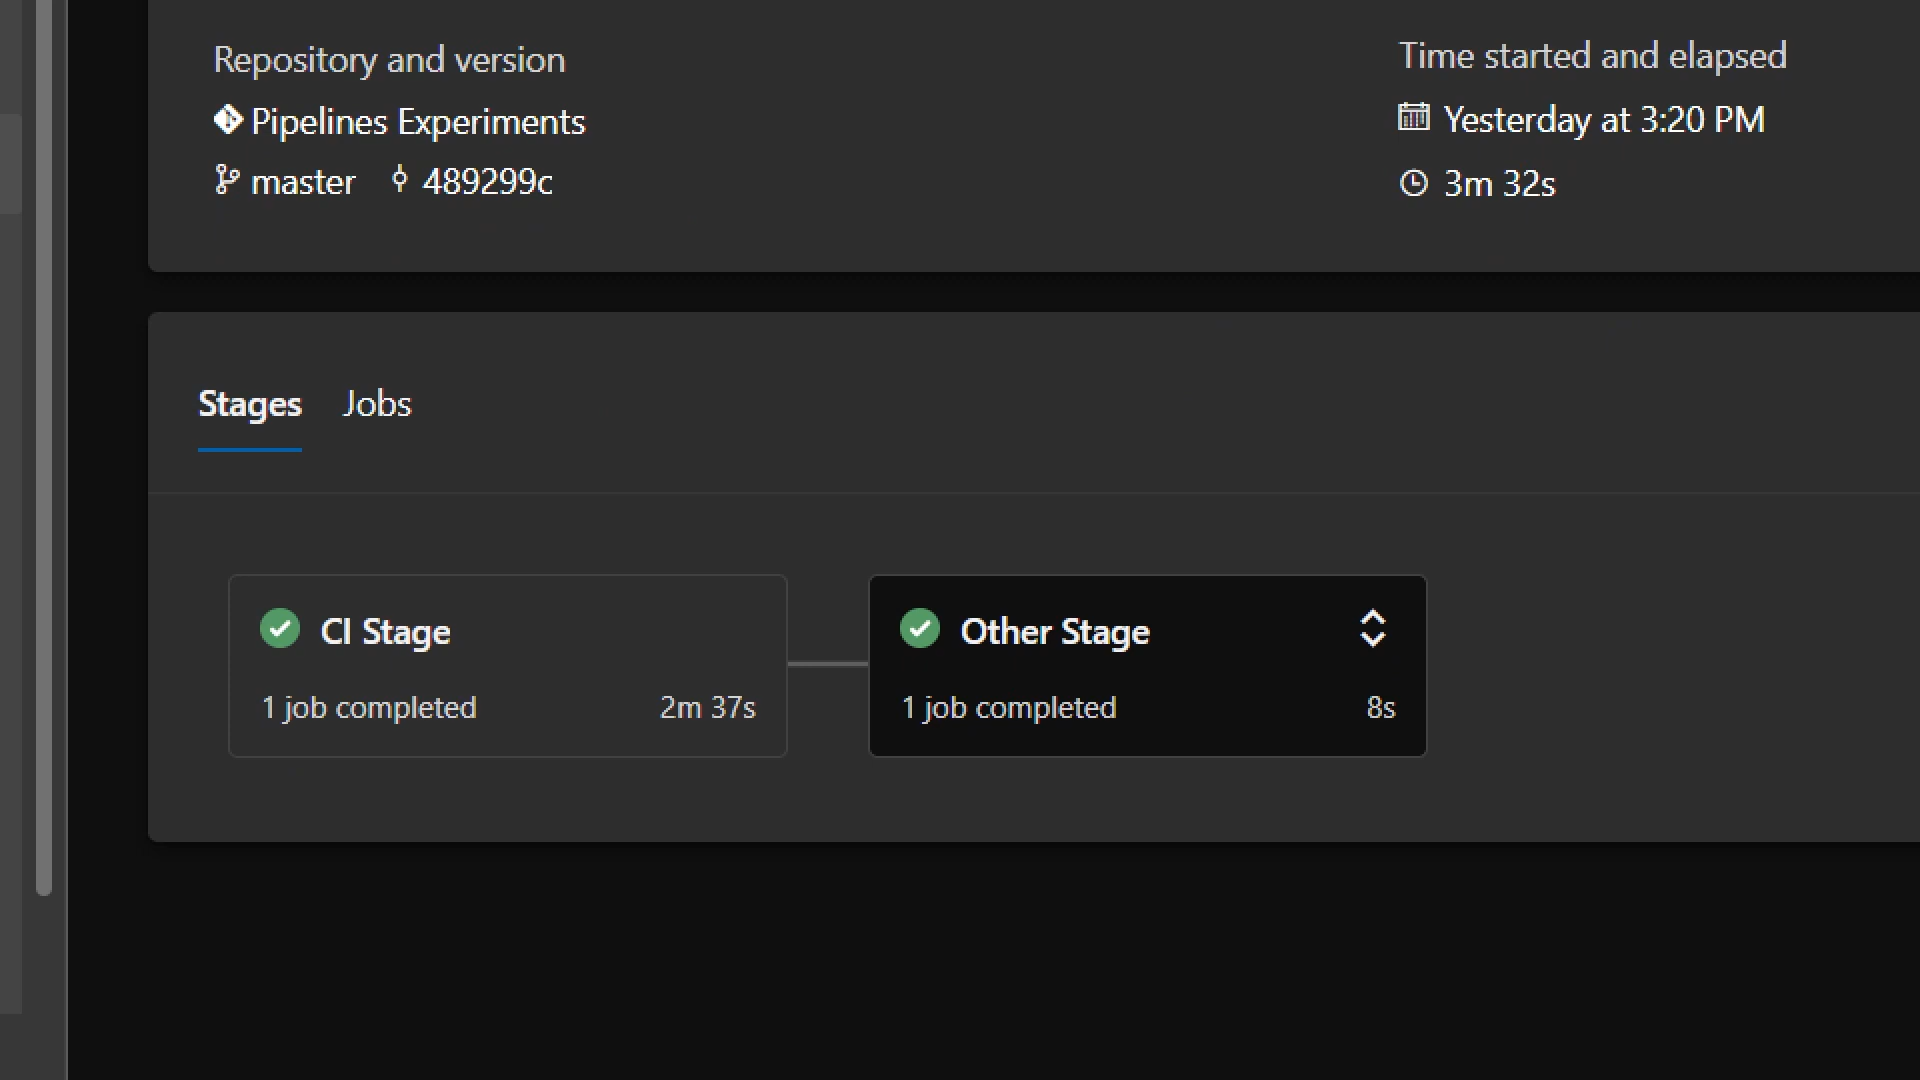 Repository and version
Pipelines Experiments
master 489299c
Time started and elapsed
Yesterday at 3:20 PM
3m 32s
Stages Jobs
CI Stage
1 job completed 2m 37s
Other Stage
1 job completed 8s